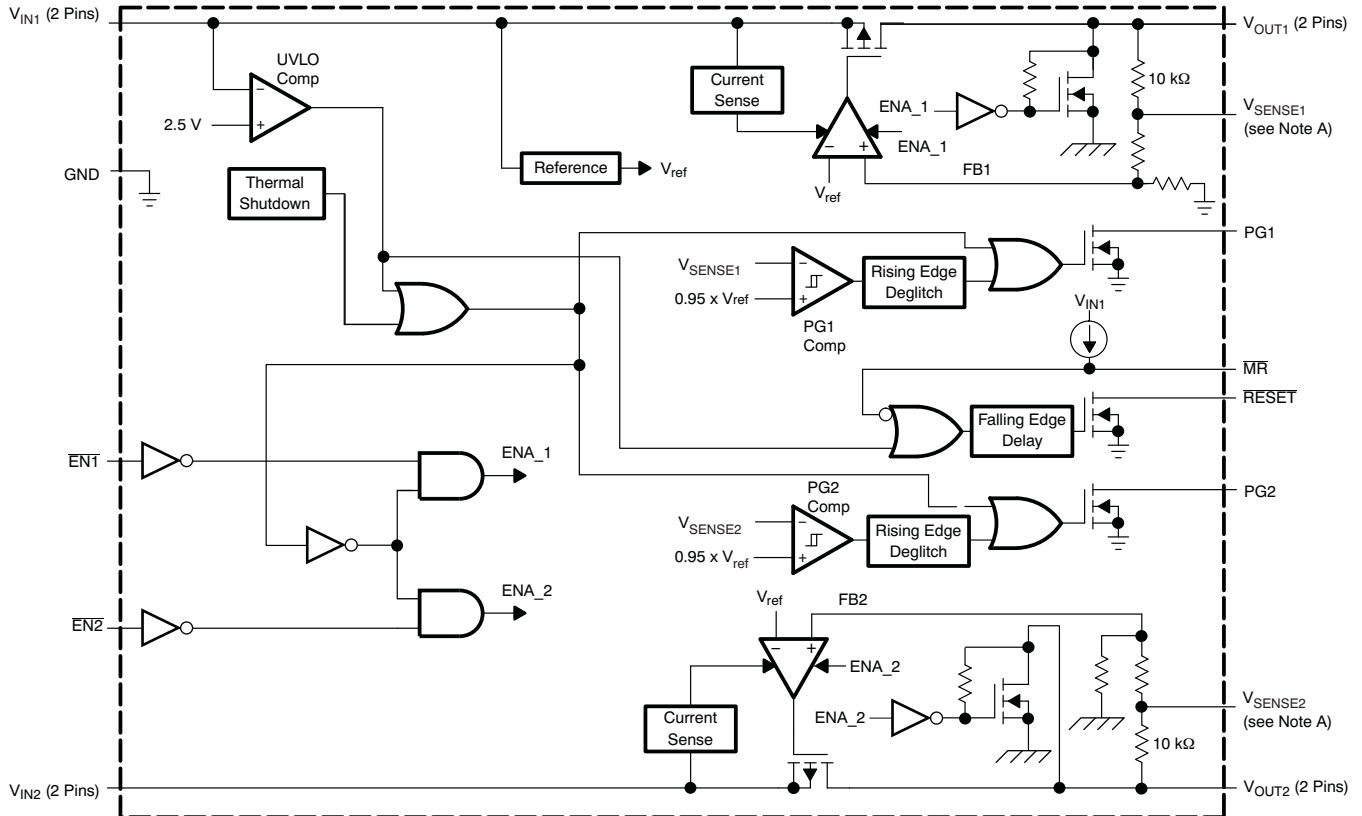 VIN1 (2 Pins)
VOUT1 (2 Pins)
UVLO
Comp
−
+
2.5 V
Current
Sense
ENA_1
10 kΩ
VSENSE1
(see Note A)
ENA_1
− +
Vref
FB1
GND
Reference
Vref
Thermal
Shutdown
PG1
VSENSE1
−
0.95 x Vref
+
Rising Edge
Deglitch
PG1
Comp
VIN1
MR
RESET
Falling Edge
Delay
EN1
ENA_1
PG2
Comp
PG2
VSENSE2
−
0.95 x Vref
+
Rising Edge
Deglitch
ENA_2
EN2
Vref
FB2
− +
ENA_2
Current
Sense
ENA_2
VSENSE2
(see Note A)
10 kΩ
VIN2 (2 Pins)
VOUT2 (2 Pins)